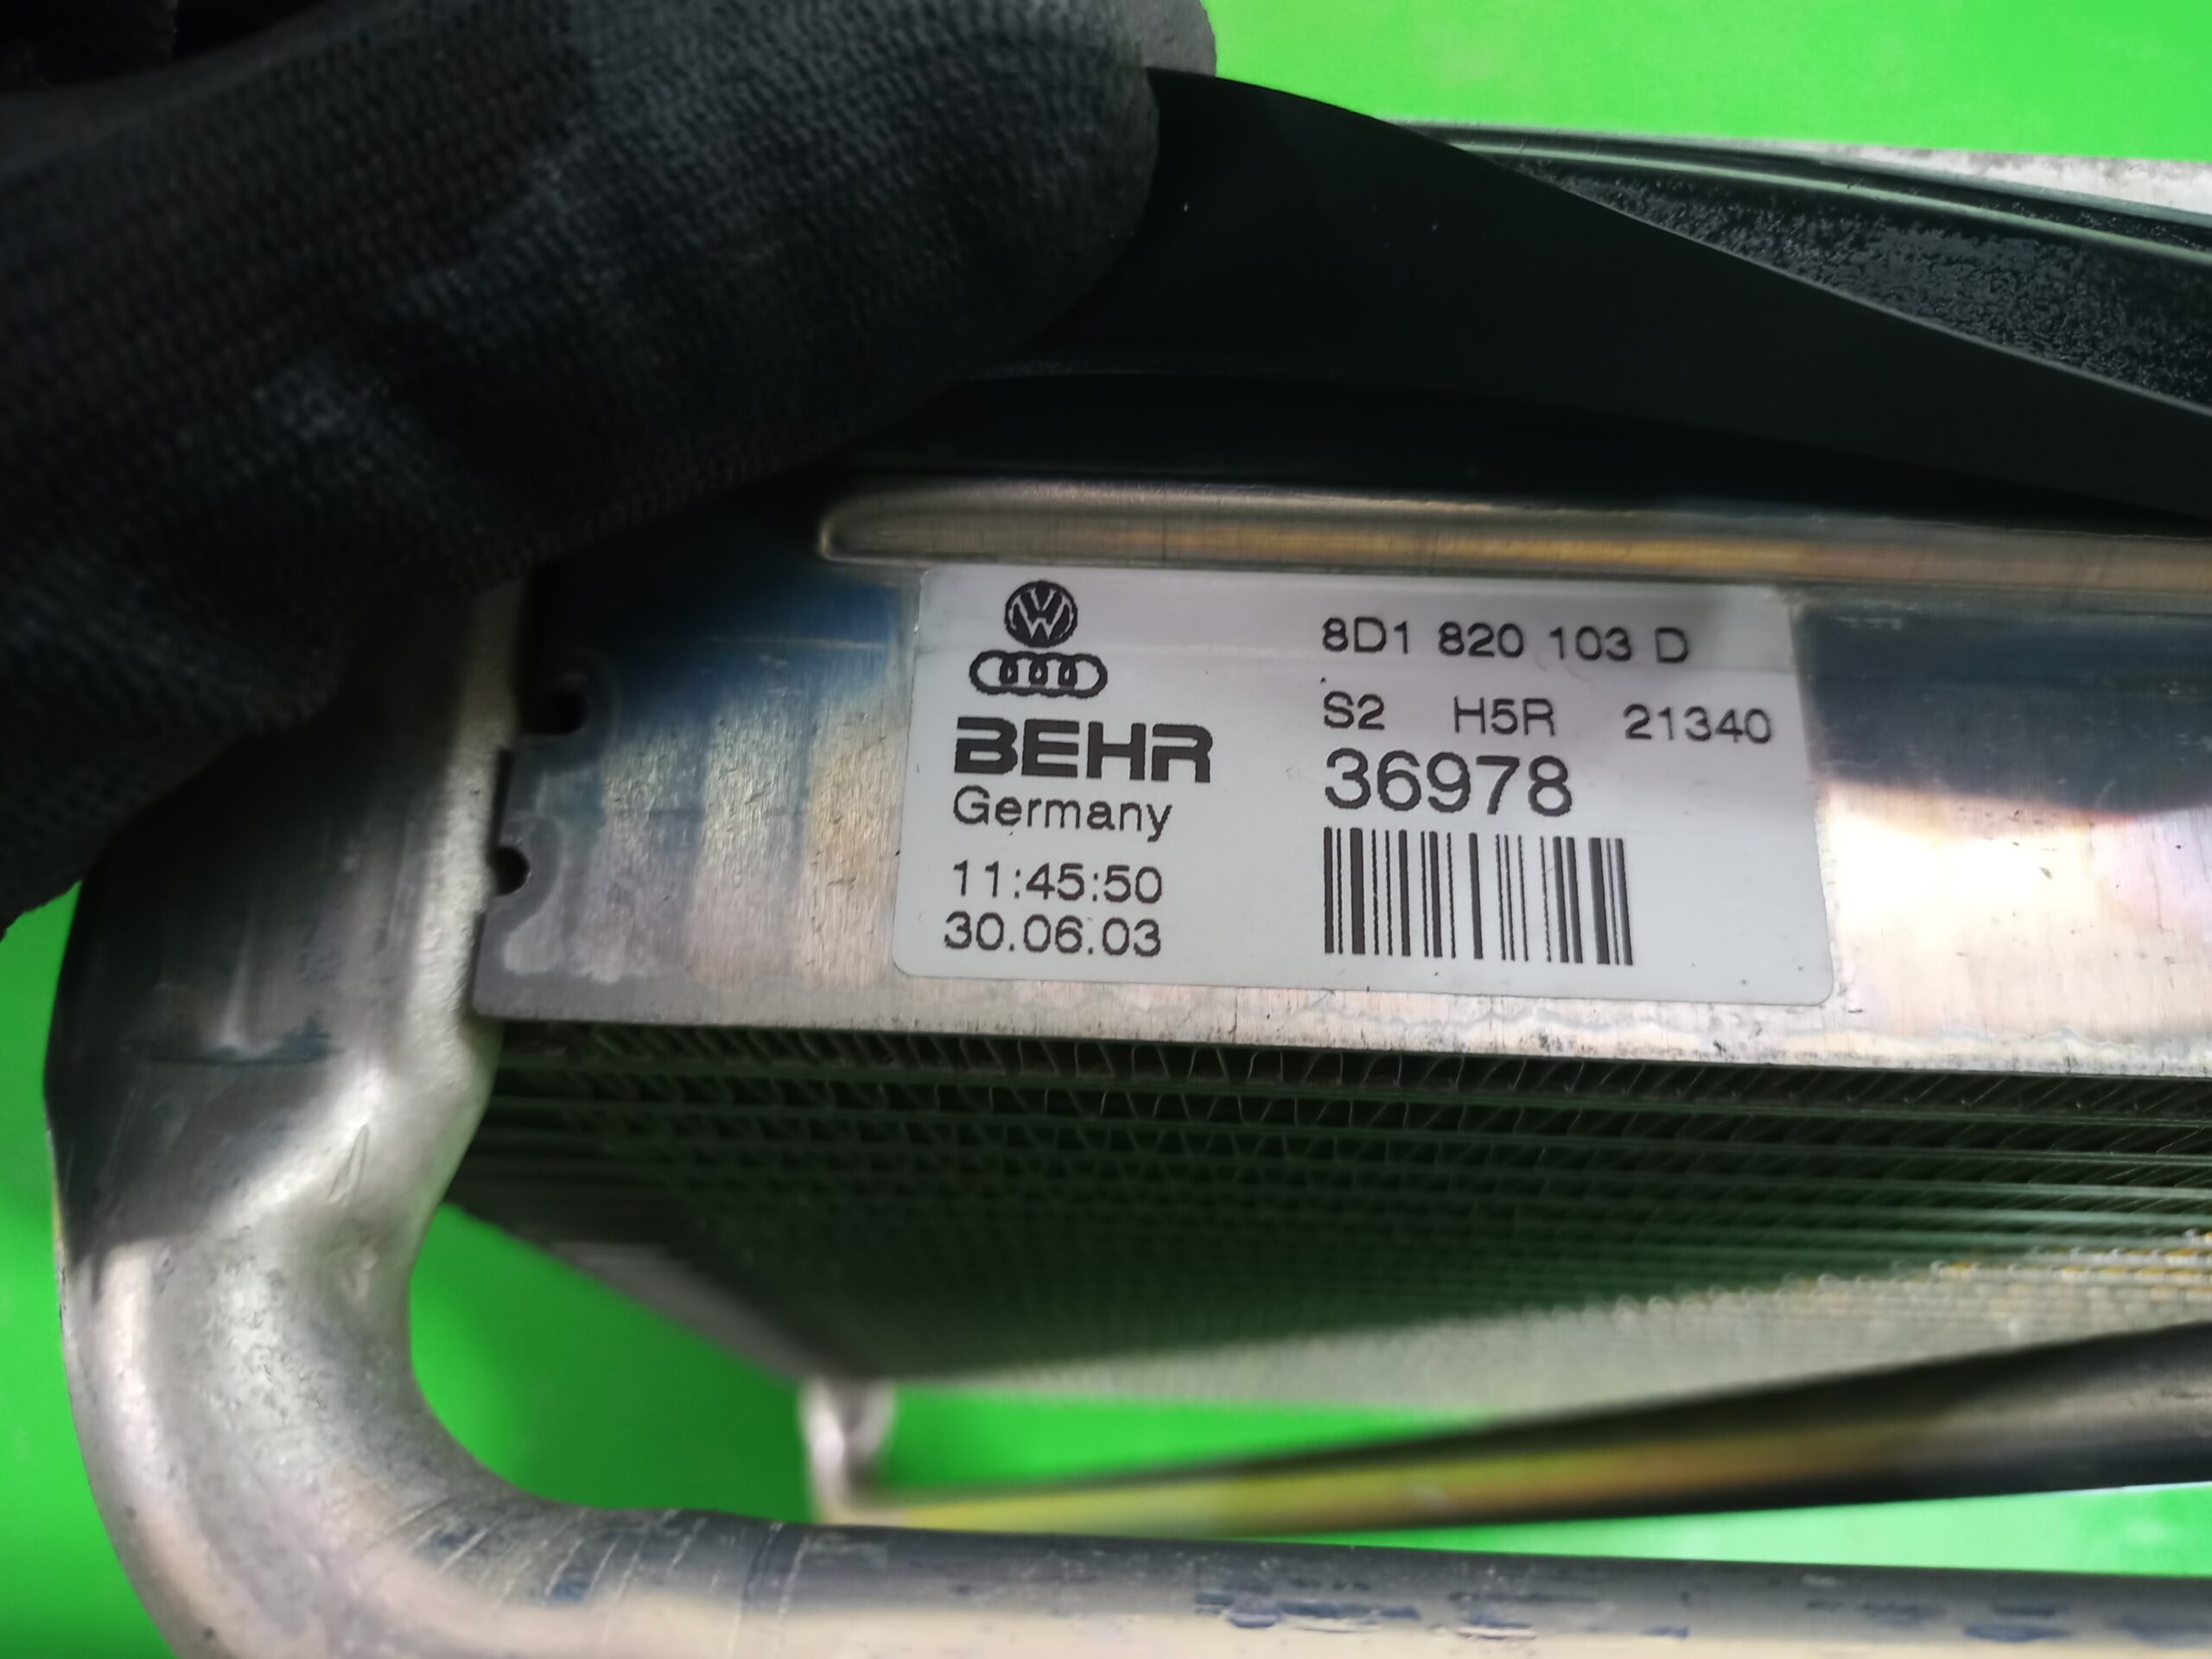 BEHR
Germany
11:45:50
30.06.03
8D1 820 103 D
S2 H5R 21340
36978